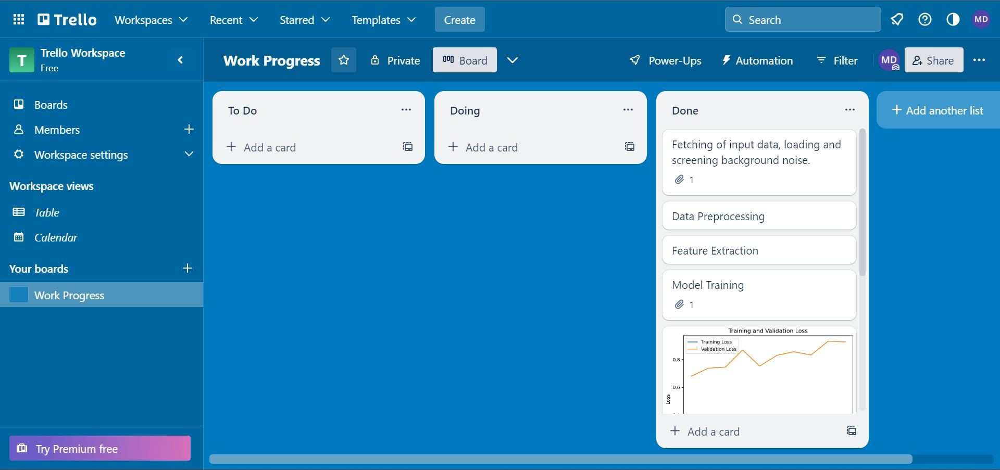 Trello
Workspaces
Recent
Starred
Templates
Create
Search
MD
T
Trello Workspace
Free
Work Progress
Private
Board
Power-Ups
Automation
Filter
MD
Share
Boards
Members
Workspace settings
Workspace views
Table
Calendar
Your boards
Work Progress
Try Premium free
To Do
Add a card
Doing
Add a card
Done
Fetching of input data, loading and
screening background noise.
1
Data Preprocessing
Feature Extraction
Model Training
1
Training and Validation Loss
Training Loss
Validation Loss
0.8
0.6
Loss
Add a card
Add another list